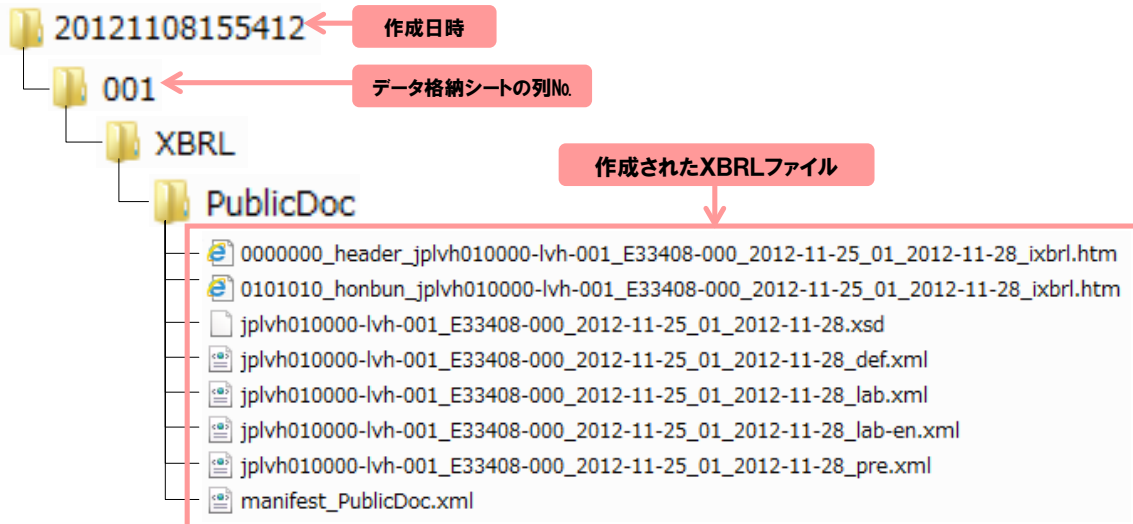 20121108155412
作成日時
001
データ格納シートの列№
XBRL
作成されたXBRLファイル
PublicDoc
0000000_header_jplvh010000-lvh-001_E33408-000_2012-11-25_01_2012-11-28_ixbrl.htm
0101010_honbun_jplvh010000-lvh-001_E33408-000_2012-11-25_01_2012-11-28_ixbrl.htm
jplvh010000-lvh-001_E33408-000_2012-11-25_01_2012-11-28.xsd
jplvh010000-lvh-001_E33408-000_2012-11-25_01_2012-11-28_def.xml
jplvh010000-lvh-001_E33408-000_2012-11-25_01_2012-11-28_lab.xml
jplvh010000-lvh-001_E33408-000_2012-11-25_01_2012-11-28_lab-en.xml
jplvh010000-lvh-001_E33408-000_2012-11-25_01_2012-11-28_pre.xml
manifest_PublicDoc.xml